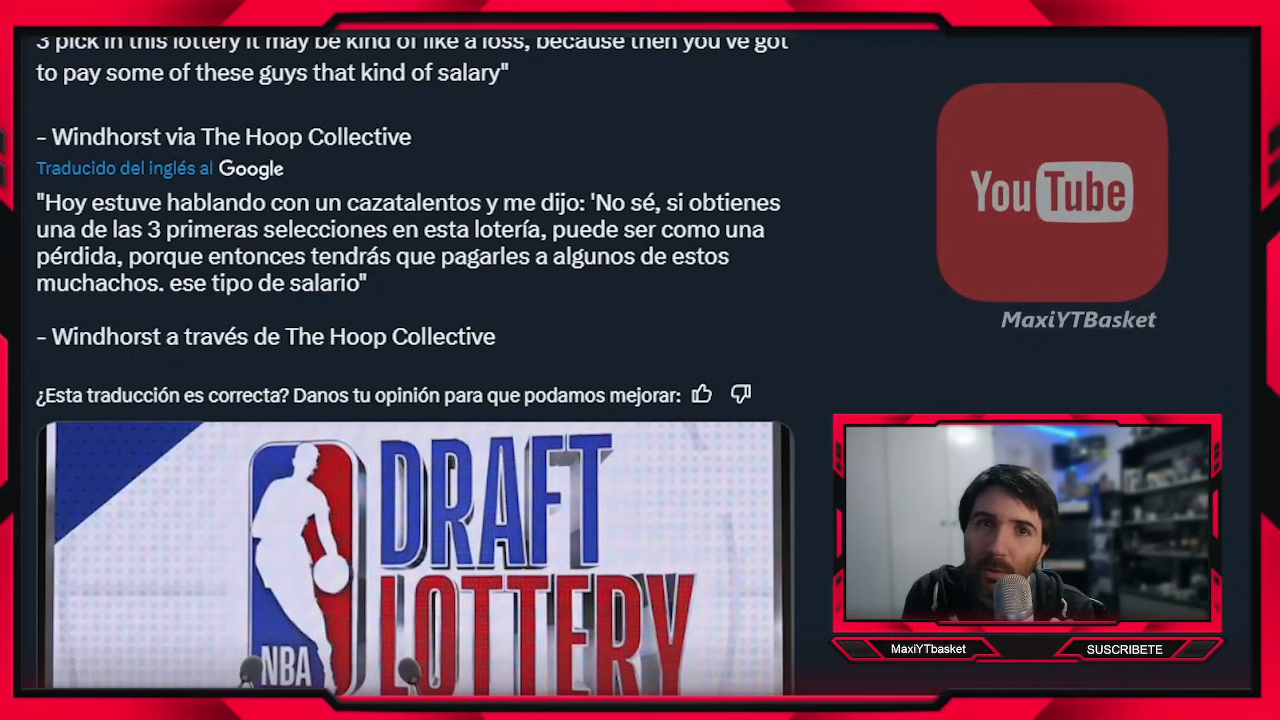 3 pick in this lottery it may be kind of like a loss, because then you've got
to pay some of these guys that kind of salary"
– Windhorst via The Hoop Collective
Traducido del inglés al Google
"Hoy estuve hablando con un cazatalentos y me dijo: 'No sé, si obtienes
una de las 3 primeras selecciones en esta lotería, puede ser como una
pérdida, porque entonces tendrás que pagarles a algunos de estos
muchachos. ese tipo de salario"
– Windhorst a través de The Hoop Collective
¿Esta traducción es correcta? Danos tu opinión para que podamos mejorar:
NBA
DRAFT
LOTTERY
YouTube
MaxiYTBasket
MaxiYTbasket
SUSCRIBETE